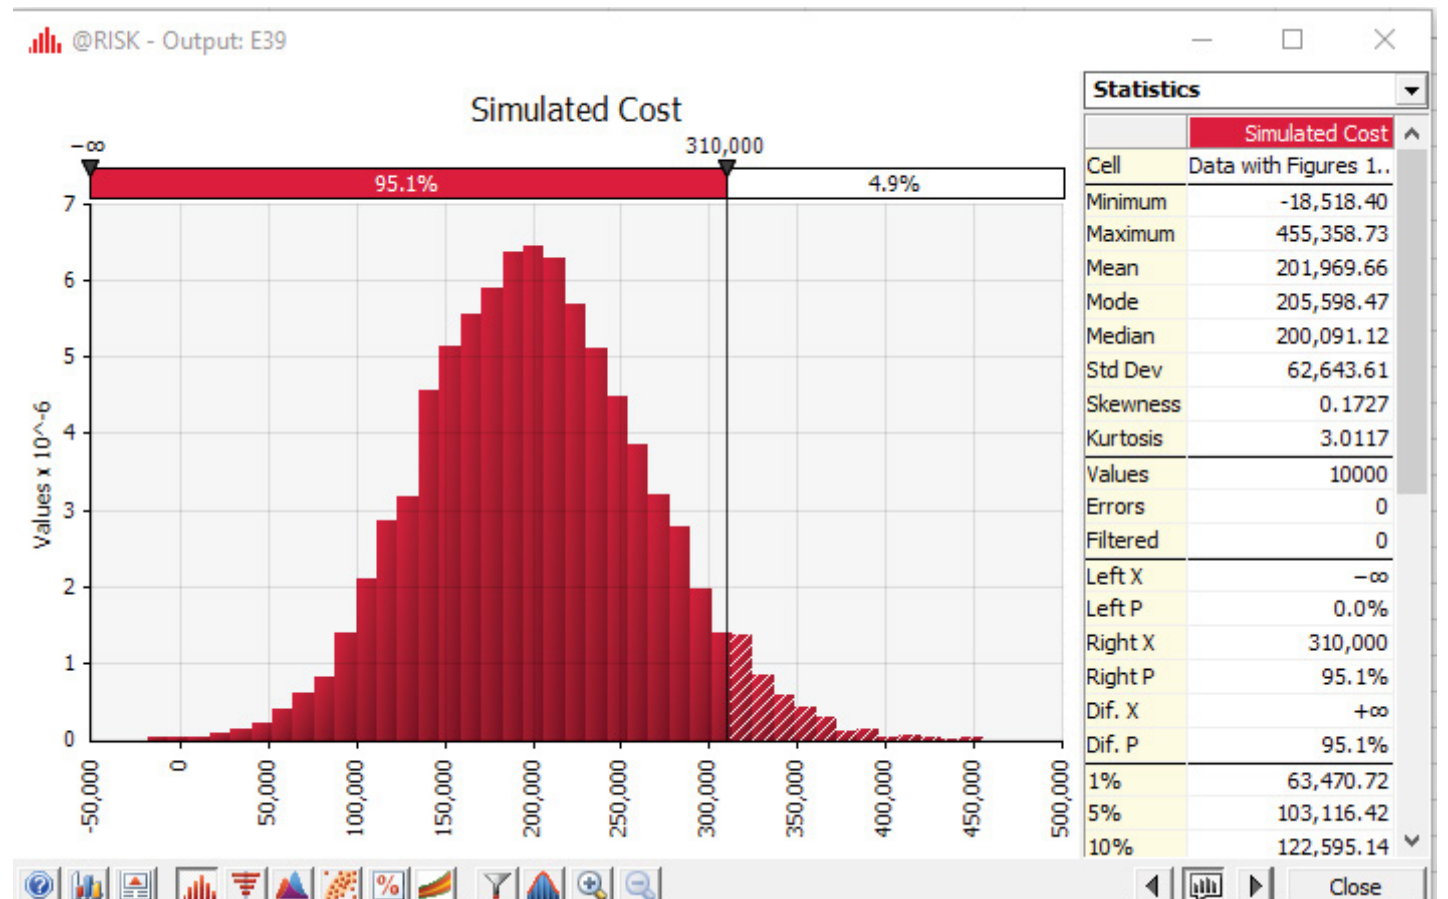 @RISK - Output: E39
Simulated Cost
−∞ 310,000
95.1% 4.9%
Values x 10^-6
7
6
5
4
3
2
1
0
-50,000 0 50,000 100,000 150,000 200,000 250,000 300,000 350,000 400,000 450,000 500,000
Statistics
Simulated Cost
Cell Data with Figures 1..
Minimum -18,518.40
Maximum 455,358.73
Mean 201,969.66
Mode 205,598.47
Median 200,091.12
Std Dev 62,643.61
Skewness 0.1727
Kurtosis 3.0117
Values 10000
Errors 0
Filtered 0
Left X −∞
Left P 0.0%
Right X 310,000
Right P 95.1%
Dif. X +∞
Dif. P 95.1%
1% 63,470.72
5% 103,116.42
10% 122,595.14
? % Close